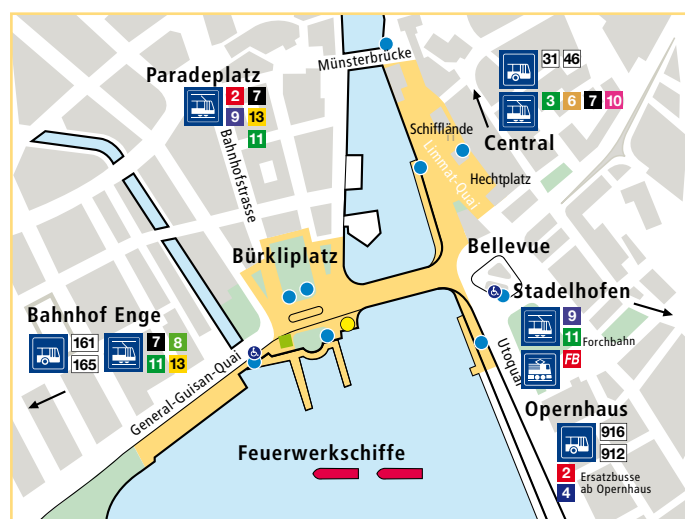 Münsterbrücke
Paradeplatz
2 7
9 13
11
Bahnhofstrasse
31 46
3 6 7 10
Central
Schifflände
Limmat-Quai
Hechtplatz
Bellevue
Bürkliplatz
Stadelhofen
9
11 Forchbahn
FB
Bahnhof Enge
161 7 8
165 11 13
General-Guisan-Quai
Utoquai
Opernhaus
916
912
2 Ersatzbusse
4 ab Opernhaus
Feuerwerkschiffe